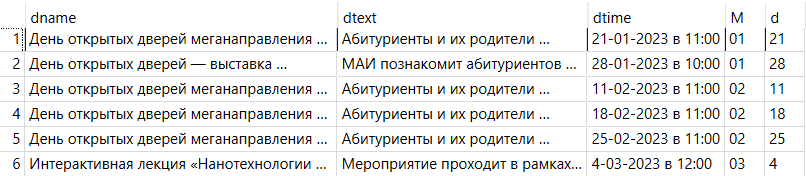 dname dtext dtime M d
1 День открытых дверей меганаправления ... Абитуриенты и их родители ... 21-01-2023 в 11:00 01 21
2 День открытых дверей — выставка ... МАИ познакомит абитуриентов ... 28-01-2023 в 10:00 01 28
3 День открытых дверей меганаправления ... Абитуриенты и их родители ... 11-02-2023 в 11:00 02 11
4 День открытых дверей меганаправления ... Абитуриенты и их родители ... 18-02-2023 в 11:00 02 18
5 День открытых дверей меганаправления ... Абитуриенты и их родители ... 25-02-2023 в 11:00 02 25
6 Интерактивная лекция «Нанотехнологии ... Мероприятие проходит в рамках... 4-03-2023 в 12:00 03 4